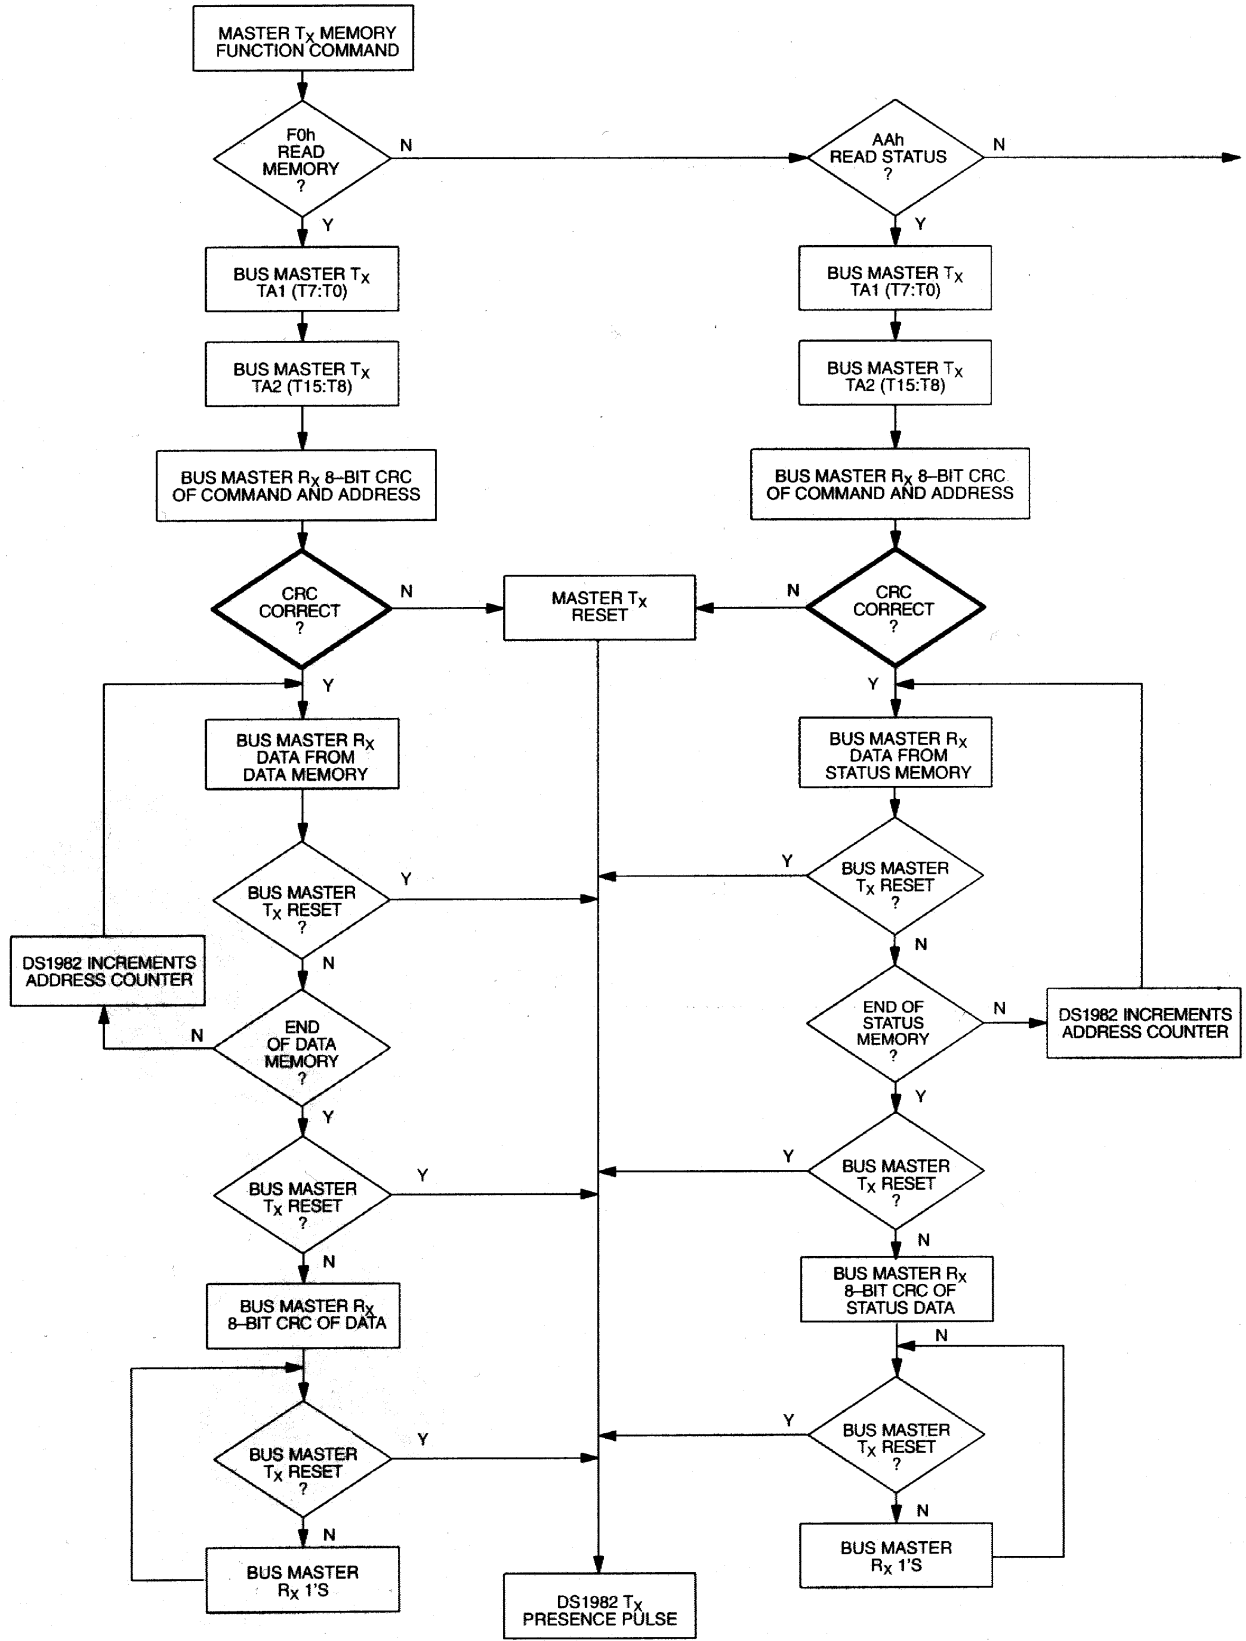 MASTER TX MEMORY
FUNCTION COMMAND
F0h
READ
MEMORY
?
N
Y
BUS MASTER TX
TA1 (T7:T0)
BUS MASTER TX
TA2 (T15:T8)
BUS MASTER RX 8–BIT CRC
OF COMMAND AND ADDRESS
CRC
CORRECT
?
N
Y
BUS MASTER RX
DATA FROM
DATA MEMORY
BUS MASTER
TX RESET
?
Y
N
DS1982 INCREMENTS
ADDRESS COUNTER
END
OF DATA
MEMORY
?
N
Y
BUS MASTER
TX RESET
?
Y
N
BUS MASTER RX
8–BIT CRC OF DATA
BUS MASTER
TX RESET
?
Y
N
BUS MASTER
RX 1'S
MASTER TX
RESET
DS1982 TX
PRESENCE PULSE
AAh
READ STATUS
?
N
Y
BUS MASTER TX
TA1 (T7:T0)
BUS MASTER TX
TA2 (T15:T8)
BUS MASTER RX 8–BIT CRC
OF COMMAND AND ADDRESS
CRC
CORRECT
?
N
Y
BUS MASTER RX
DATA FROM
STATUS MEMORY
BUS MASTER
TX RESET
?
Y
N
END OF
STATUS
MEMORY
?
N
DS1982 INCREMENTS
ADDRESS COUNTER
Y
BUS MASTER
TX RESET
?
Y
N
BUS MASTER RX
8–BIT CRC OF
STATUS DATA
N
BUS MASTER
TX RESET
?
Y
N
BUS MASTER
RX 1'S